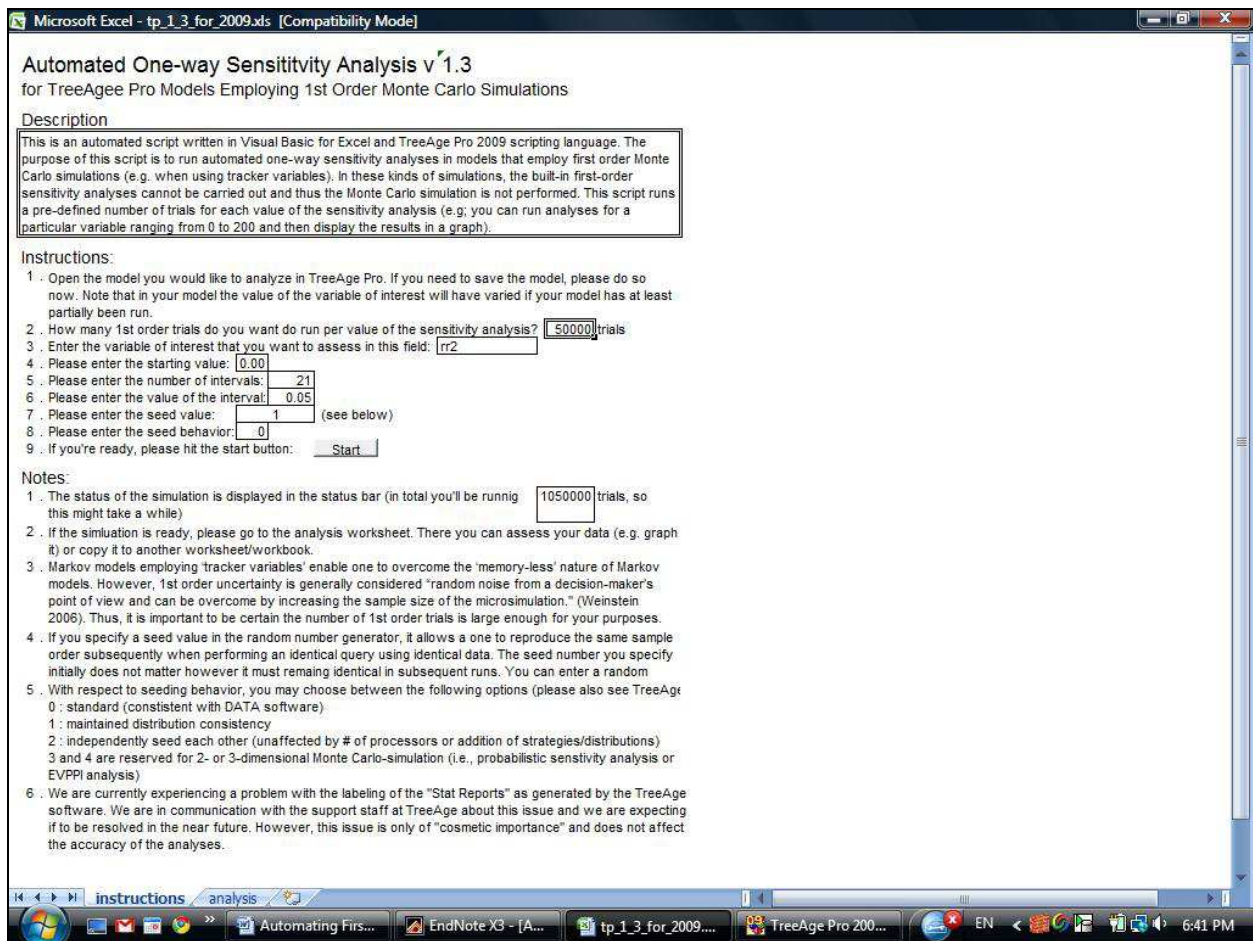 Microsoft Excel - tp_1_3_for_2009.xls [Compatibility Mode]
Automated One-way Sensititvity Analysis v 1.3
for TreeAgee Pro Models Employing 1st Order Monte Carlo Simulations
Description
This is an automated script written in Visual Basic for Excel and TreeAge Pro 2009 scripting language. The
purpose of this script is to run automated one-way sensitivity analyses in models that employ first order Monte
Carlo simulations (e.g. when using tracker variables). In these kinds of simulations, the built-in first-order
sensitivity analyses cannot be carried out and thus the Monte Carlo simulation is not performed. This script runs
a pre-defined number of trials for each value of the sensitivity analysis (e.g; you can run analyses for a
particular variable ranging from 0 to 200 and then display the results in a graph).
Instructions:
1 . Open the model you would like to analyze in TreeAge Pro. If you need to save the model, please do so
now. Note that in your model the value of the variable of interest will have varied if your model has at least
partially been run.
2 . How many 1st order trials do you want do run per value of the sensitivity analysis? 50000 trials
3 . Enter the variable of interest that you want to assess in this field: rr2
4 . Please enter the starting value: 0.00
5 . Please enter the number of intervals: 21
6 . Please enter the value of the interval: 0.05
7 . Please enter the seed value: 1 (see below)
8 . Please enter the seed behavior: 0
9 . If you're ready, please hit the start button: Start
Notes:
1 . The status of the simulation is displayed in the status bar (in total you'll be runnig 1050000 trials, so
this might take a while)
2 . If the simluation is ready, please go to the analysis worksheet. There you can assess your data (e.g. graph
it) or copy it to another worksheet/workbook.
3 . Markov models employing 'tracker variables' enable one to overcome the 'memory-less' nature of Markov
models. However, 1st order uncertainty is generally considered "random noise from a decision-maker's
point of view and can be overcome by increasing the sample size of the microsimulation." (Weinstein
2006). Thus, it is important to be certain the number of 1st order trials is large enough for your purposes.
4 . If you specify a seed value in the random number generator, it allows a one to reproduce the same sample
order subsequently when performing an identical query using identical data. The seed number you specify
initially does not matter however it must remaing identical in subsequent runs. You can enter a random
5 . With respect to seeding behavior, you may choose between the following options (please also see TreeAge
0 : standard (constistent with DATA software)
1 : maintained distribution consistency
2 : independently seed each other (unaffected by # of processors or addition of strategies/distributions)
3 and 4 are reserved for 2- or 3-dimensional Monte Carlo-simulation (i.e., probabilistic senstivity analysis or
EVPPI analysis)
6 . We are currently experiencing a problem with the labeling of the "Stat Reports" as generated by the TreeAge
software. We are in communication with the support staff at TreeAge about this issue and we are expecting
if to be resolved in the near future. However, this issue is only of "cosmetic importance" and does not affect
the accuracy of the analyses.
instructions analysis
Automating Firs... EndNote X3 - [A... tp_1_3_for_2009.... TreeAge Pro 200... EN 6:41 PM